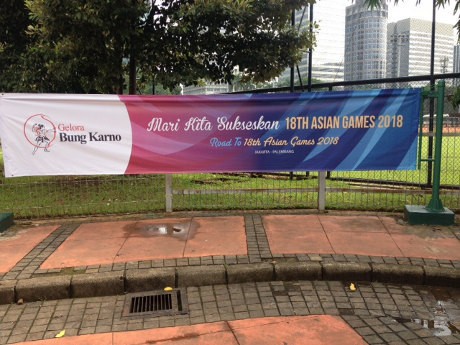 Gelora
Bung Karno
Mari Kita Sukseskan 18TH ASIAN GAMES 2018
Road To 18th Asian Games 2018
JAKARTA - PALEMBANG